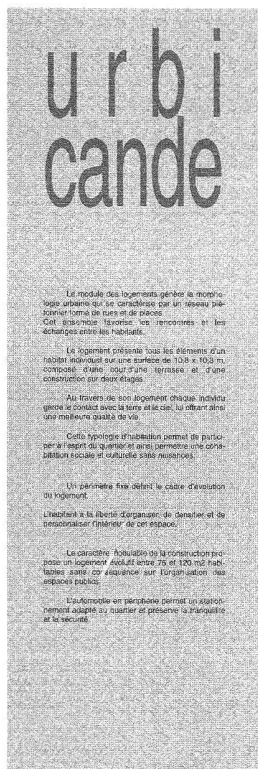 urbi
cande
Le module des logements génère la morpho-
logie urbaine qui se caractérise par un réseau pié-
tonnier formé de rues et de places.
Cet ensemble favorise les rencontres et les
échanges entre les habitants.
Le logement présente tous les éléments d'un
habitat individuel sur une surface de 10,8 x 10,3 m,
composé d'une cour d'une terrasse et d'une
construction sur deux étages.
Au travers de son logement chaque individu
garde le contact avec la terre et le ciel, lui offrant ainsi
une meilleure qualité de vie.
Cette typologie d'habitation permet de partici-
per à l'esprit du quartier et ainsi permettre une coha-
bitation sociale et culturelle sans nuisances.
Un périmètre fixe définit le cadre d'évolution
du logement.
L'habitant a la liberté d'organiser, de densifier et de
personnaliser l'intérieur de cet espace.
Le caractère modulable de la construction pro-
pose un logement évolutif entre 75 et 120 m2 habi-
tables sans conséquence sur l'organisation des
espaces publics.
L'automobile en périphérie permet un station-
nement adapté au quartier et préserve la tranquilité
et la sécurité.